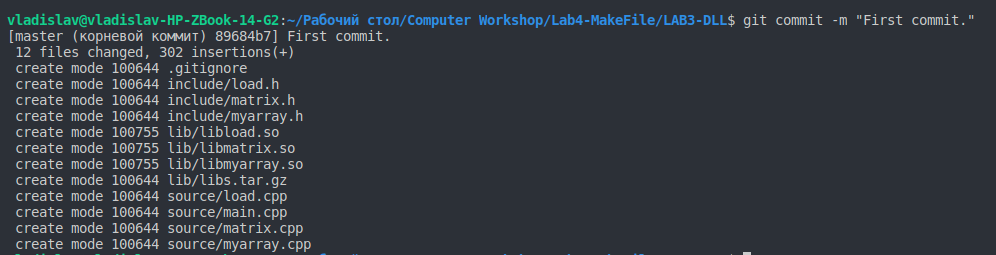 vladislav@vladislav-HP-ZBook-14-G2:~/Рабочий стол/Computer Workshop/Lab4-MakeFile/LAB3-DLL$ git commit -m "First commit."
[master (корневой коммит) 89684b7] First commit.
 12 files changed, 302 insertions(+)
 create mode 100644 .gitignore
 create mode 100644 include/load.h
 create mode 100644 include/matrix.h
 create mode 100644 include/myarray.h
 create mode 100755 lib/libload.so
 create mode 100755 lib/libmatrix.so
 create mode 100755 lib/libmyarray.so
 create mode 100644 lib/libs.tar.gz
 create mode 100644 source/load.cpp
 create mode 100644 source/main.cpp
 create mode 100644 source/matrix.cpp
 create mode 100644 source/myarray.cpp